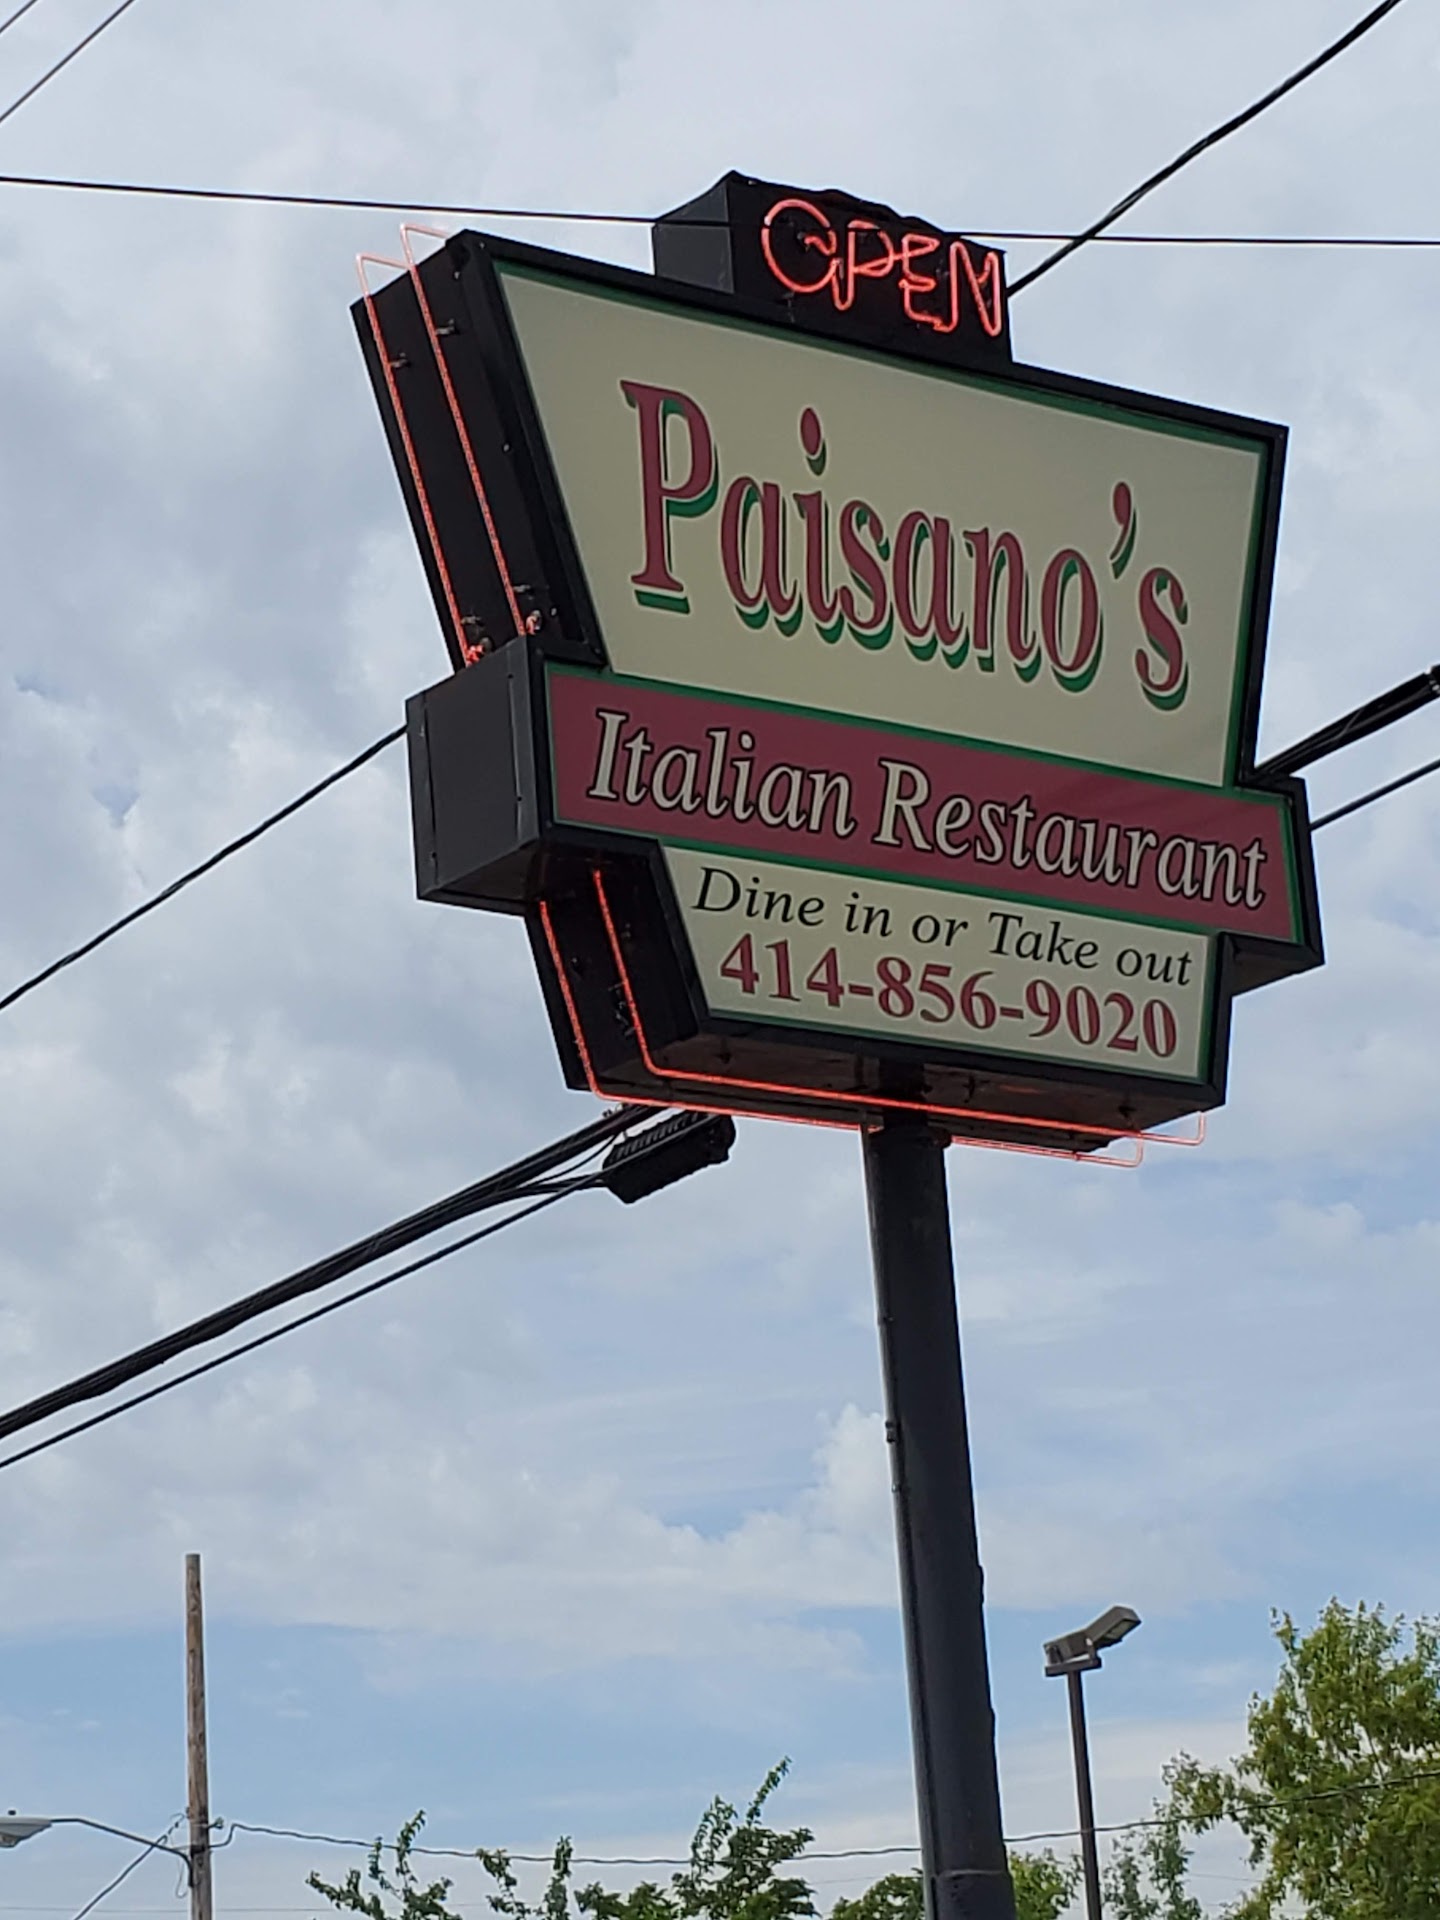 OPEN
Paisano's
Italian Restaurant
Dine in or Take out
414-856-9020